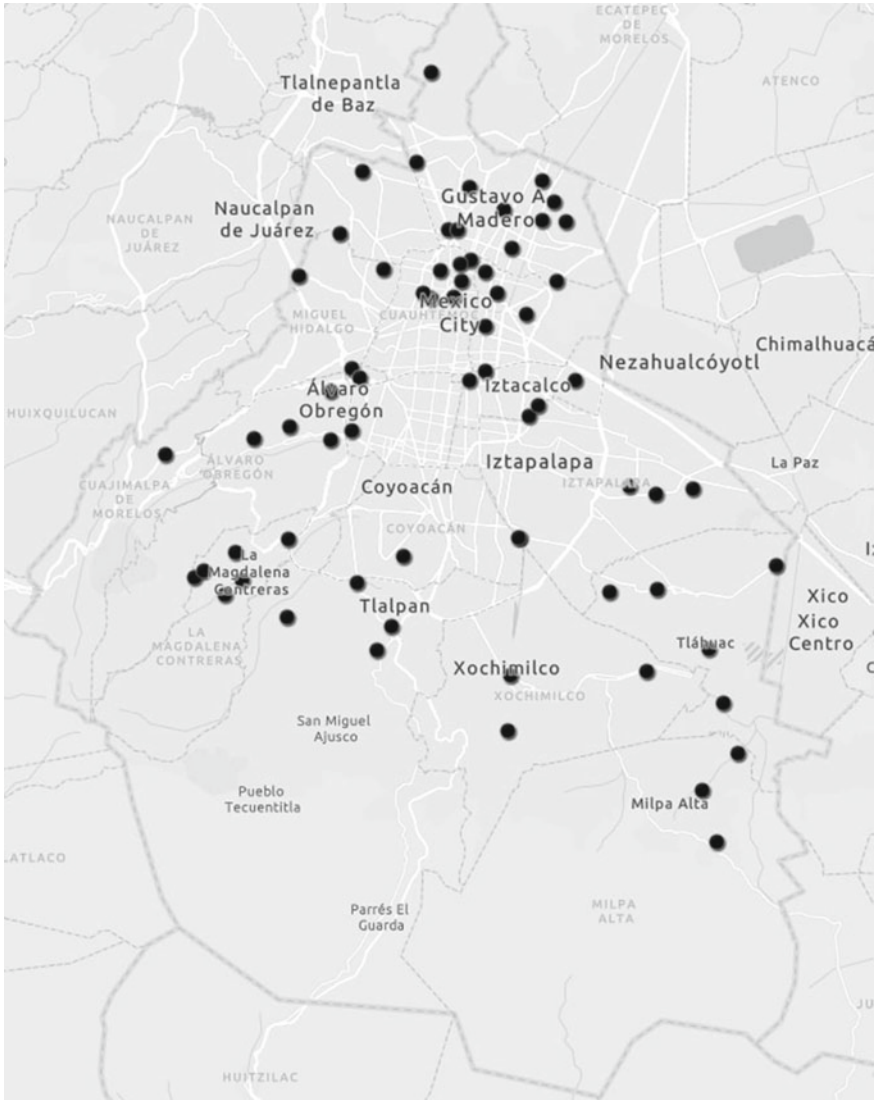 ECATEPEC
DE
MORELOS
Tlalnepantla
de Baz
ATENCO
Gustavo A.
Madero
Naucalpan
de Juárez
NAUCALPAN
DE
JUÁREZ
Mexico
City
MIGUEL
HIDALGO
CUAUHTÉMOC
Chimalhuacá
Nezahualcóyotl
Iztacalco
Álvaro
Obregón
HUIXQUILUCAN
Iztapalapa
La Paz
ÁLVARO
OBREGÓN
CUAJIMALPA
DE
MORELOS
Coyoacán
IZTAPALAPA
COYOACÁN
La
Magdalena
Contreras
Tlalpan
Xico
Xico
Centro
LA
MAGDALENA
CONTRERAS
Tláhuac
Xochimilco
XOCHIMILCO
San Miguel
Ajusco
Pueblo
Tecuentitla
Milpa Alta
LATLACO
Parrés El
Guarda
MILPA
ALTA
JU
HUITZILAC